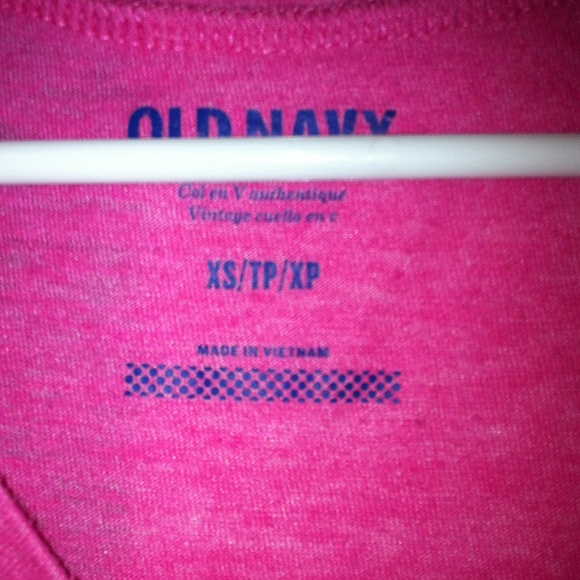 OLD NAVY
Col en V authentique
Vintage cuello en v
XS/TP/XP
MADE IN VIETNAM